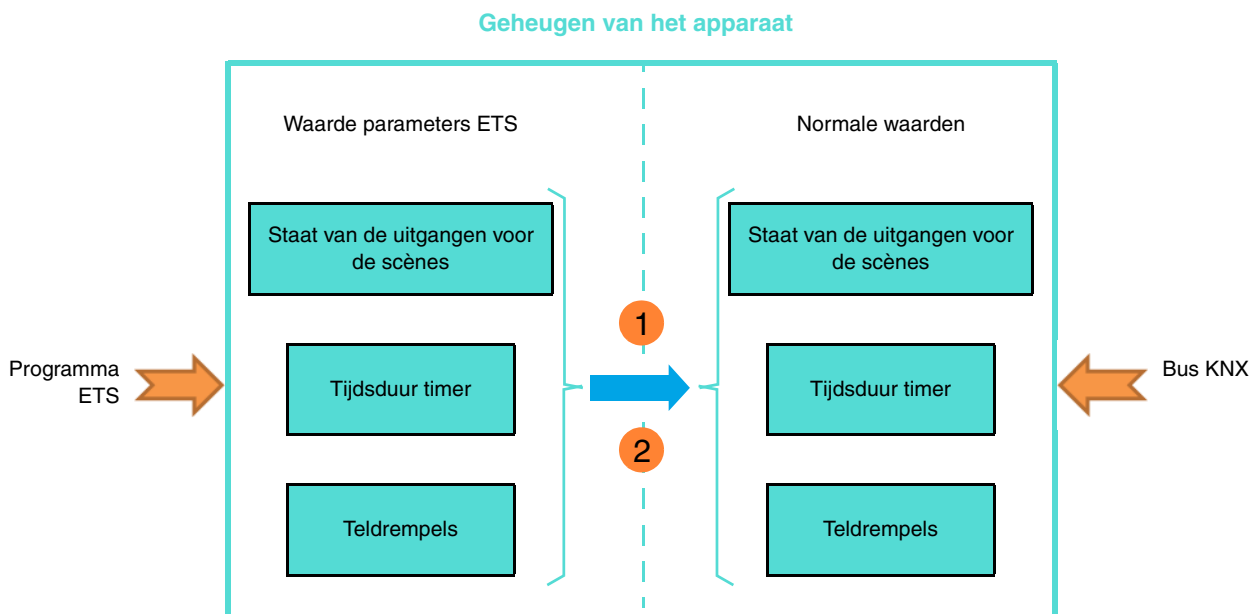 Geheugen van het apparaat
Waarde parameters ETS
Normale waarden
Staat van de uitgangen voor
de scènes
Staat van de uitgangen voor
de scènes
1
Programma
ETS
Tijdsduur timer
Tijdsduur timer
Bus KNX
2
Teldrempels
Teldrempels